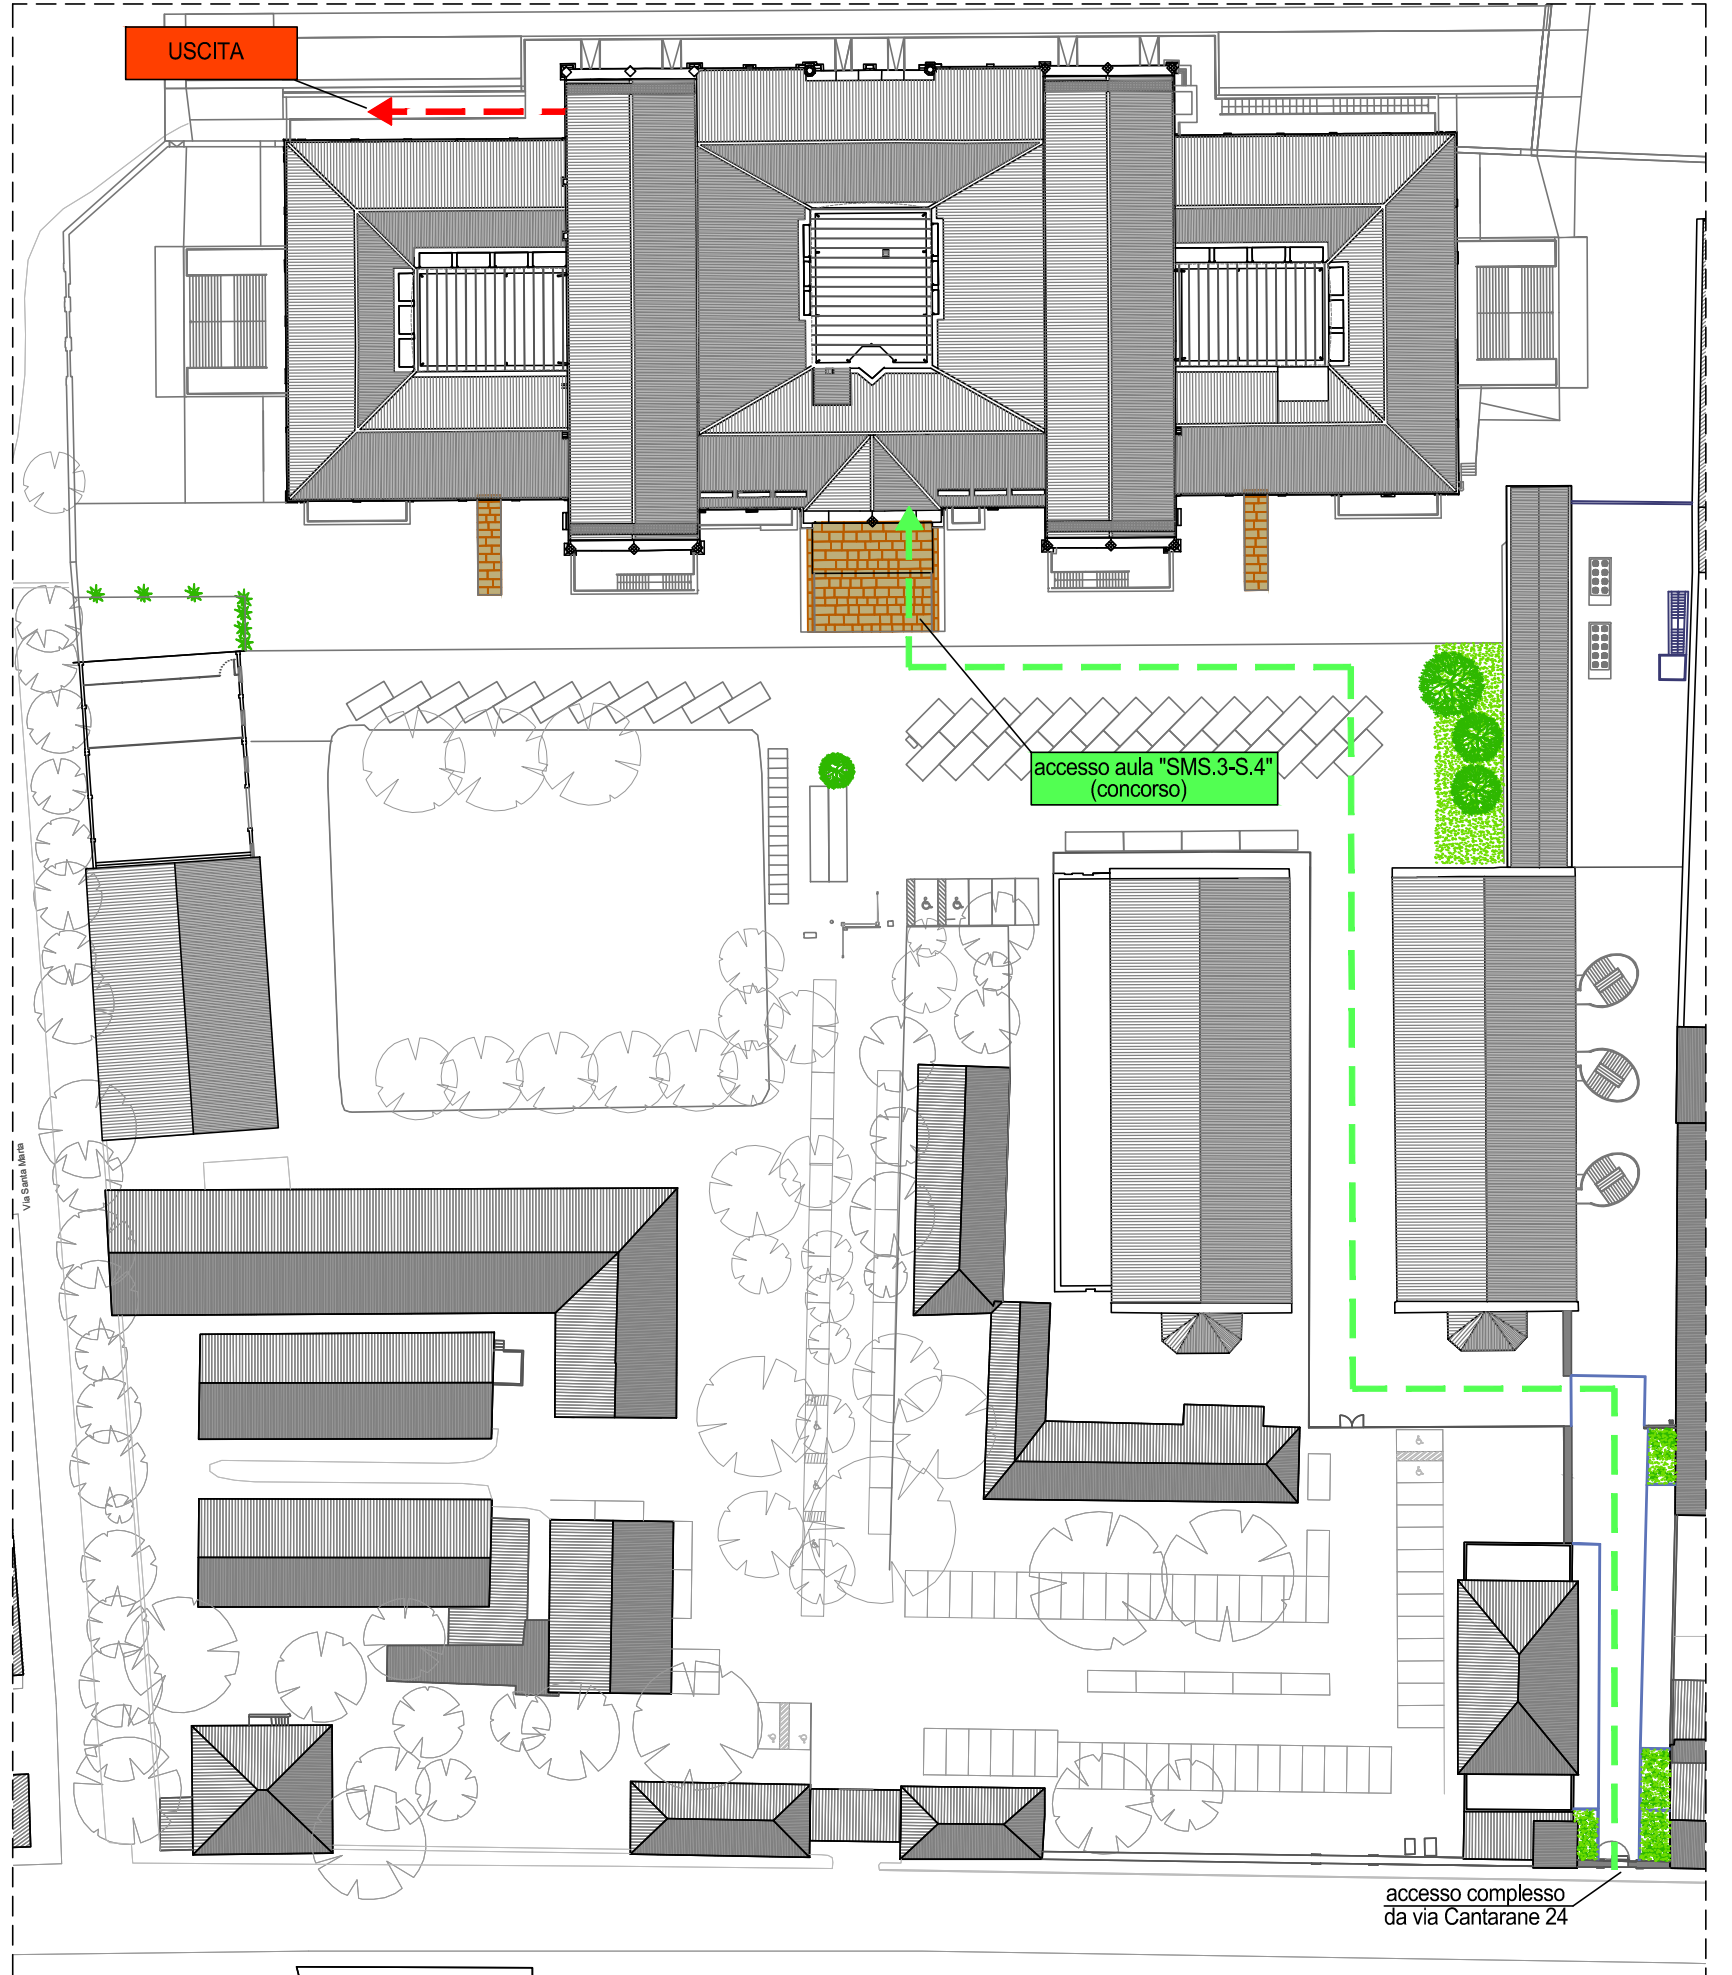 USCITA
accesso aula "SMS.3-S.4"
(concorso)
Via Santa Marta
accesso complesso
da via Cantarane 24